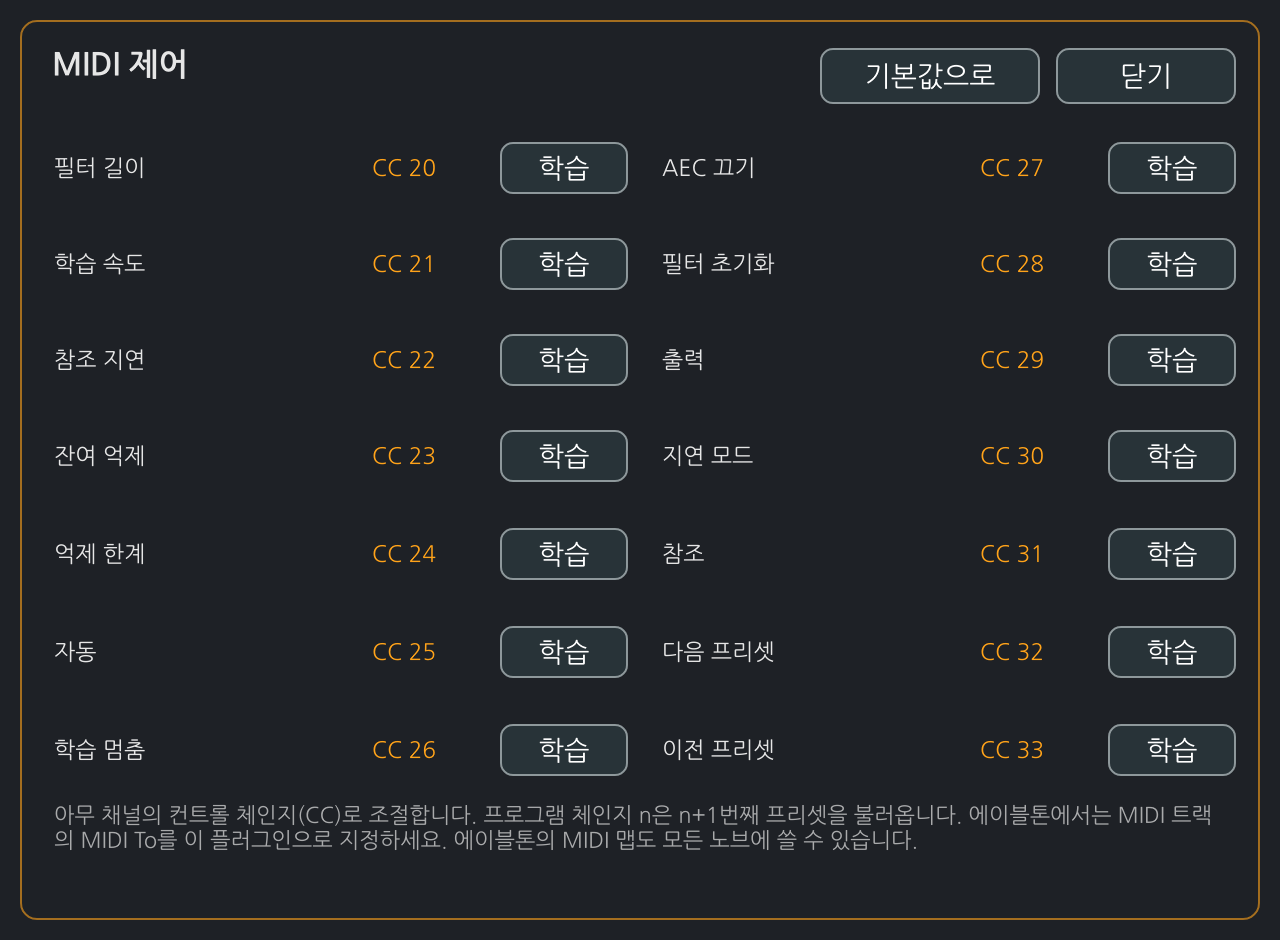 MIDI 제어
기본값으로 닫기
필터 길이 CC 20 학습 AEC 끄기 CC 27 학습
학습 속도 CC 21 학습 필터 초기화 CC 28 학습
참조 지연 CC 22 학습 출력 CC 29 학습
잔여 억제 CC 23 학습 지연 모드 CC 30 학습
억제 한계 CC 24 학습 참조 CC 31 학습
자동 CC 25 학습 다음 프리셋 CC 32 학습
학습 멈춤 CC 26 학습 이전 프리셋 CC 33 학습
아무 채널의 컨트롤 체인지(CC)로 조절합니다. 프로그램 체인지 n은 n+1번째 프리셋을 불러옵니다. 에이블톤에서는 MIDI 트랙
의 MIDI To를 이 플러그인으로 지정하세요. 에이블톤의 MIDI 맵도 모든 노브에 쓸 수 있습니다.